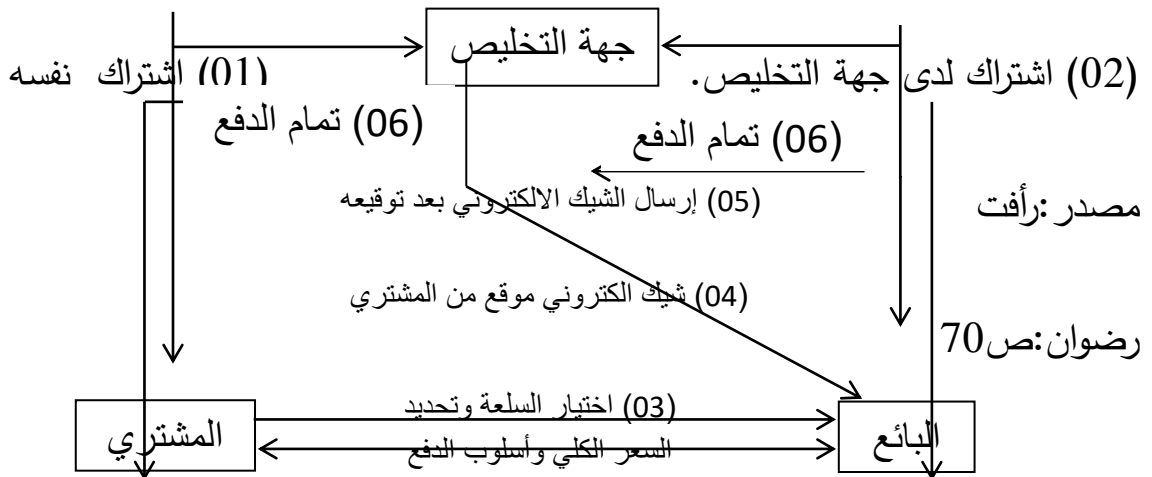 جهة التخليص
(01) اشتراك نفسه
(02) اشتراك لدى جهة التخليص.
(06) تمام الدفع
(06) تمام الدفع
(05) إرسال الشيك الالكتروني بعد توقيعه
مصدر :رأفت
(04) شيك الكتروني موقع من المشتري
رضوان:ص70
(03) اختيار السلعة وتحديد
السعر الكلي وأسلوب الدفع
البائع
المشتري